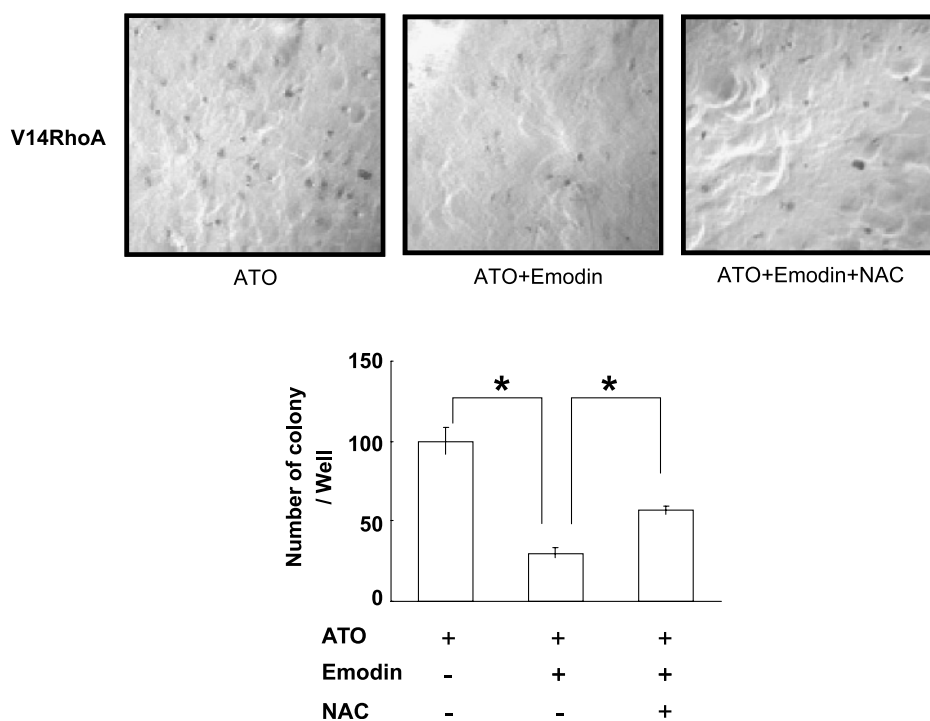 V14RhoA
ATO
ATO+Emodin
ATO+Emodin+NAC
150
100
50
0
Number of colony
/ Well
*
*
ATO + + +
Emodin - + +
NAC - - +